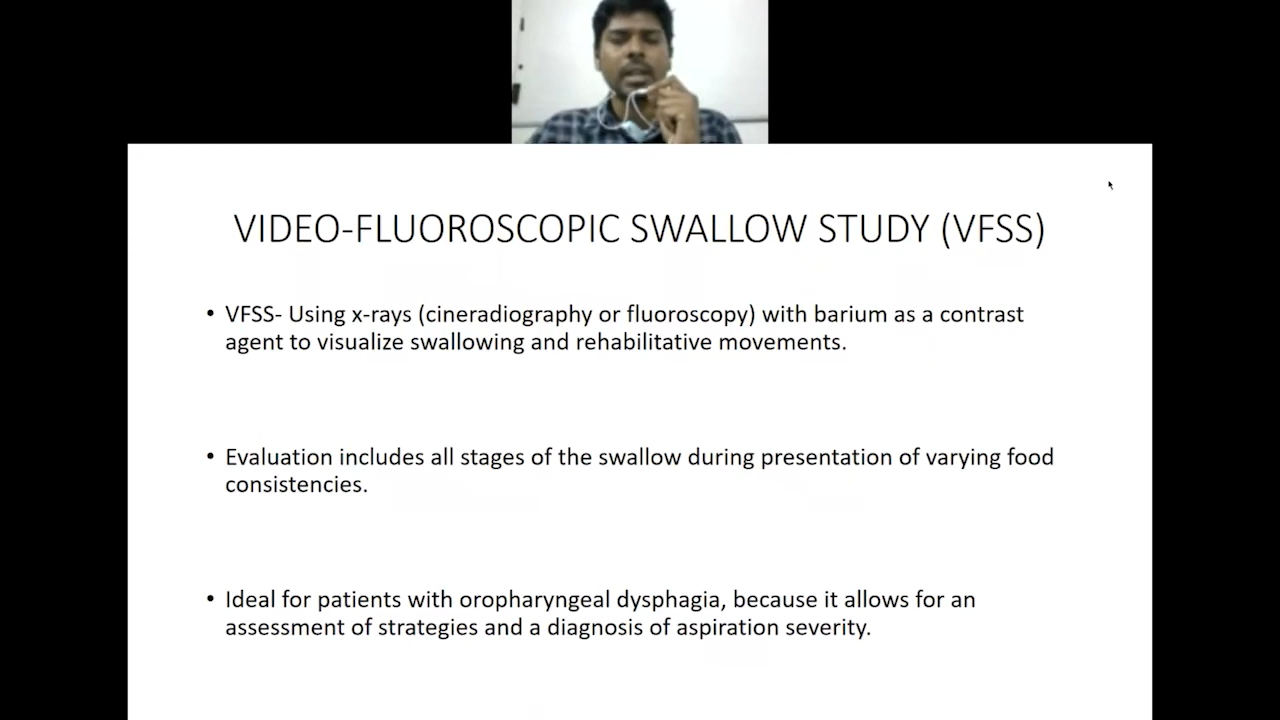 VIDEO-FLUOROSCOPIC SWALLOW STUDY (VFSS)
• VFSS- Using x-rays (cineradiography or fluoroscopy) with barium as a contrast
agent to visualize swallowing and rehabilitative movements.
• Evaluation includes all stages of the swallow during presentation of varying food
consistencies.
• Ideal for patients with oropharyngeal dysphagia, because it allows for an
assessment of strategies and a diagnosis of aspiration severity.